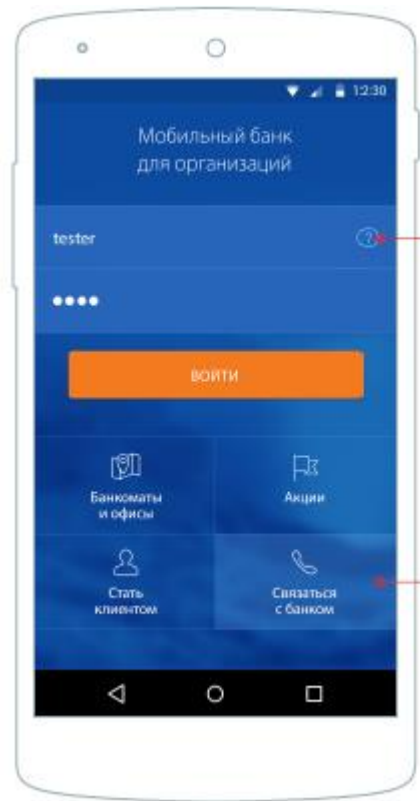 12:30
Мобильный банк
для организаций
tester
?
••••
ВОЙТИ
Банкоматы
и офисы
Акции
Стать
клиентом
Связаться
с банком